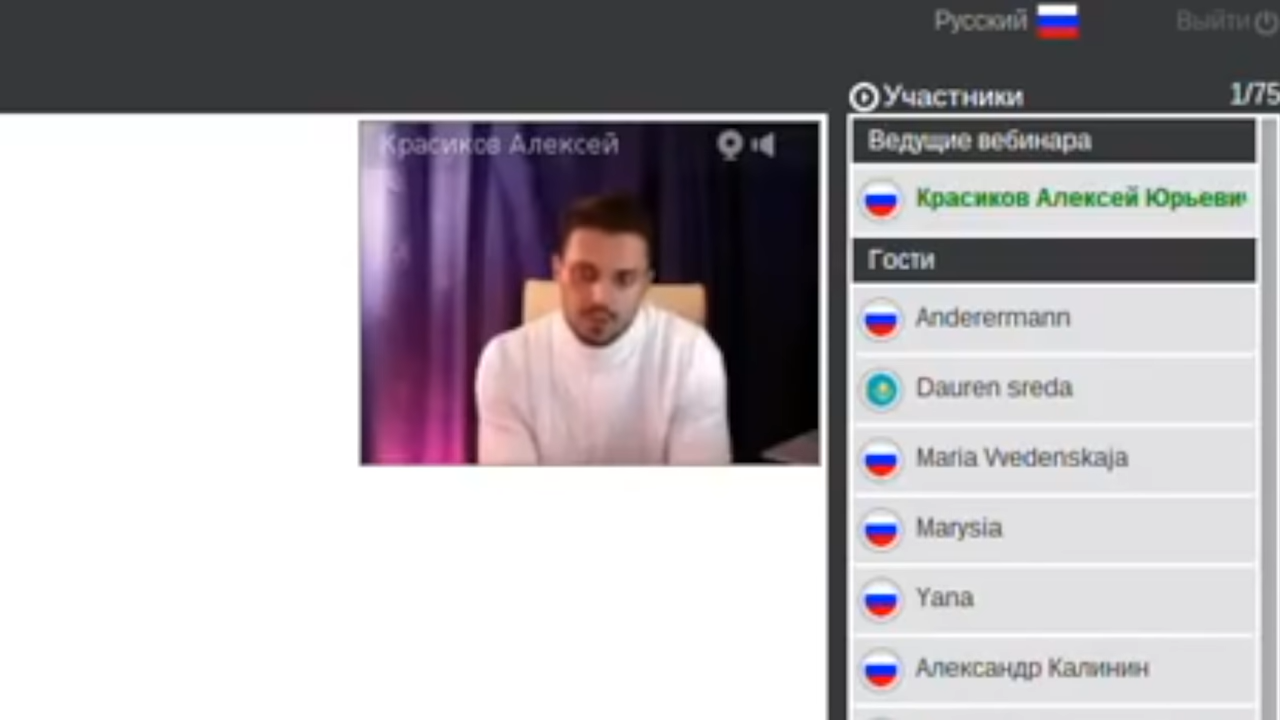 Русский
Выйти
Участники 1/75
Красиков Алексей
Ведущие вебинара
Красиков Алексей Юрьеви
Гости
Anderermann
Dauren sreda
Maria Vvedenskaja
Marysia
Yana
Александр Калинин